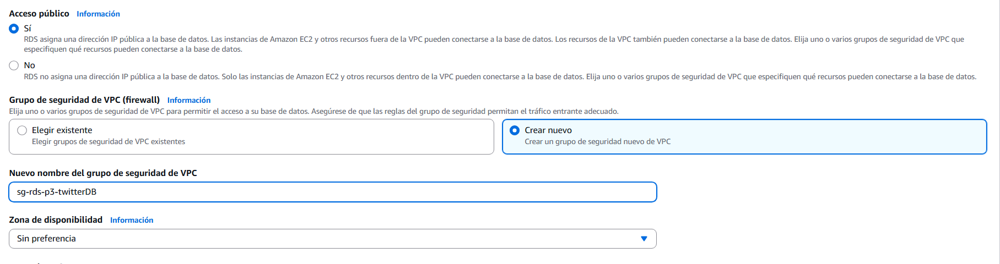 Acceso público Información
Sí
RDS asigna una dirección IP pública a la base de datos. Las instancias de Amazon EC2 y otros recursos fuera de la VPC pueden conectarse a la base de datos. Los recursos de la VPC también pueden conectarse a la base de datos. Elija uno o varios grupos de seguridad de VPC que
especifiquen qué recursos pueden conectarse a la base de datos.
No
RDS no asigna una dirección IP pública a la base de datos. Solo las instancias de Amazon EC2 y otros recursos dentro de la VPC pueden conectarse a la base de datos. Elija uno o varios grupos de seguridad de VPC que especifiquen qué recursos pueden conectarse a la base de datos.
Grupo de seguridad de VPC (firewall) Información
Elija uno o varios grupos de seguridad de VPC para permitir el acceso a su base de datos. Asegúrese de que las reglas del grupo de seguridad permitan el tráfico entrante adecuado.
Elegir existente
Elegir grupos de seguridad de VPC existentes
Crear nuevo
Crear un grupo de seguridad nuevo de VPC
Nuevo nombre del grupo de seguridad de VPC
sg-rds-p3-twitterDB
Zona de disponibilidad Información
Sin preferencia